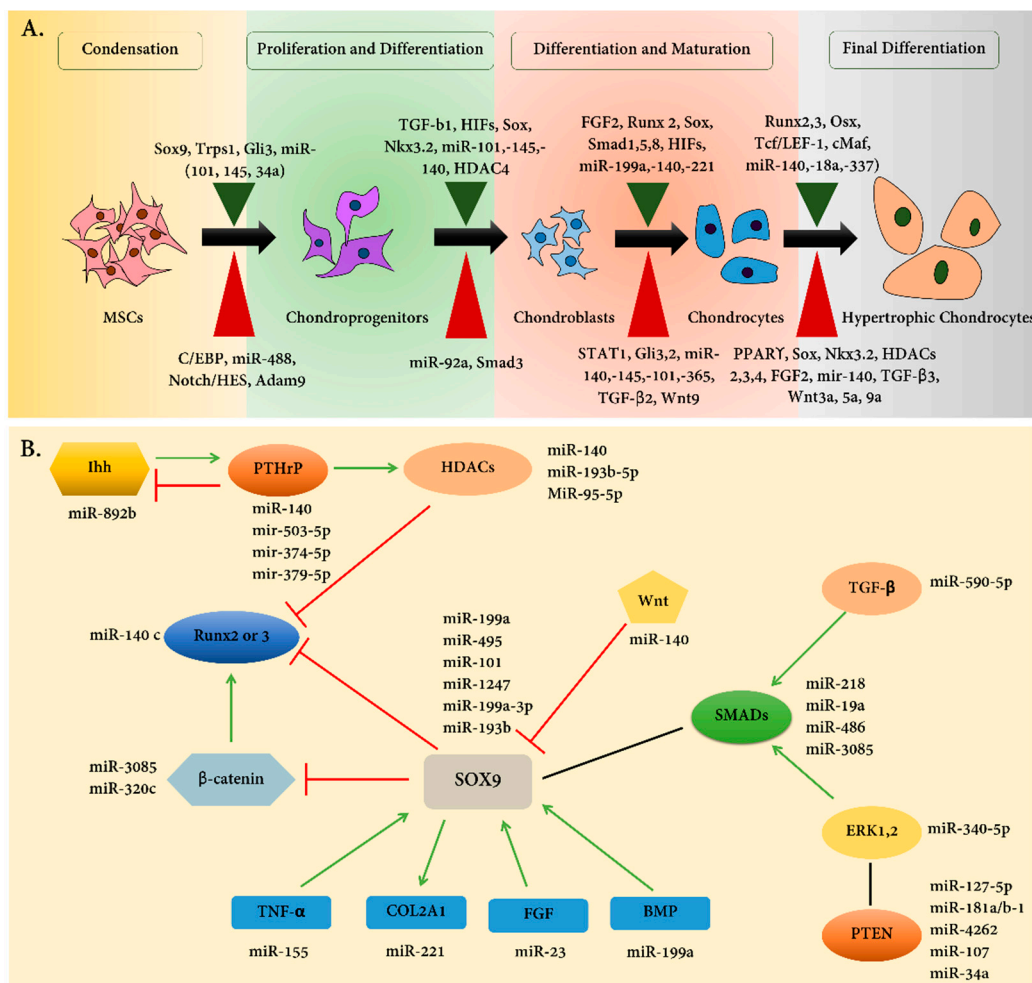 A.
Condensation
Proliferation and Differentiation
Differentiation and Maturation
Final Differentiation
Sox9, Trps1, Gli3, miR-
(101, 145, 34a)
TGF-b1, HIFs, Sox,
Nkx3.2, miR-101,-145,-
140, HDAC4
FGF2, Runx 2, Sox,
Smad1,5,8, HIFs,
miR-199a,-140,-221
Runx2,3, Osx,
Tcf/LEF-1, cMaf,
miR-140,-18a,-337)
MSCs
Chondroprogenitors
Chondroblasts
Chondrocytes
Hypertrophic Chondrocytes
C/EBP, miR-488,
Notch/HES, Adam9
miR-92a, Smad3
STAT1, Gli3,2, miR-
140,-145,-101,-365,
TGF-β2, Wnt9
PPARϒ, Sox, Nkx3.2, HDACs
2,3,4, FGF2, mir-140, TGF-β3,
Wnt3a, 5a, 9a
B.
Ihh
miR-892b
PTHrP
miR-140
mir-503-5p
mir-374-5p
mir-379-5p
HDACs
miR-140
miR-193b-5p
MiR-95-5p
miR-140 c
Runx2 or 3
miR-199a
miR-495
miR-101
miR-1247
miR-199a-3p
miR-193b
Wnt
miR-140
TGF-β
miR-590-5p
SMADs
miR-218
miR-19a
miR-486
miR-3085
miR-3085
miR-320c
β-catenin
SOX9
ERK1,2
miR-340-5p
PTEN
miR-127-5p
miR-181a/b-1
miR-4262
miR-107
miR-34a
TNF-α
COL2A1
FGF
BMP
miR-155
miR-221
miR-23
miR-199a